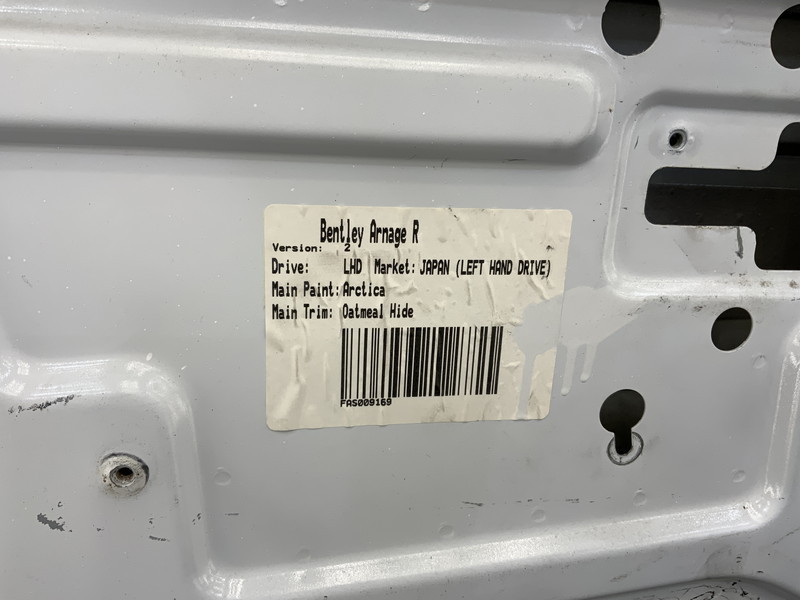 Bentley Arnage R
Version: 2
Drive: LHD Market: JAPAN (LEFT HAND DRIVE)
Main Paint: Arctica
Main Trim: Oatmeal Hide
FAS009169